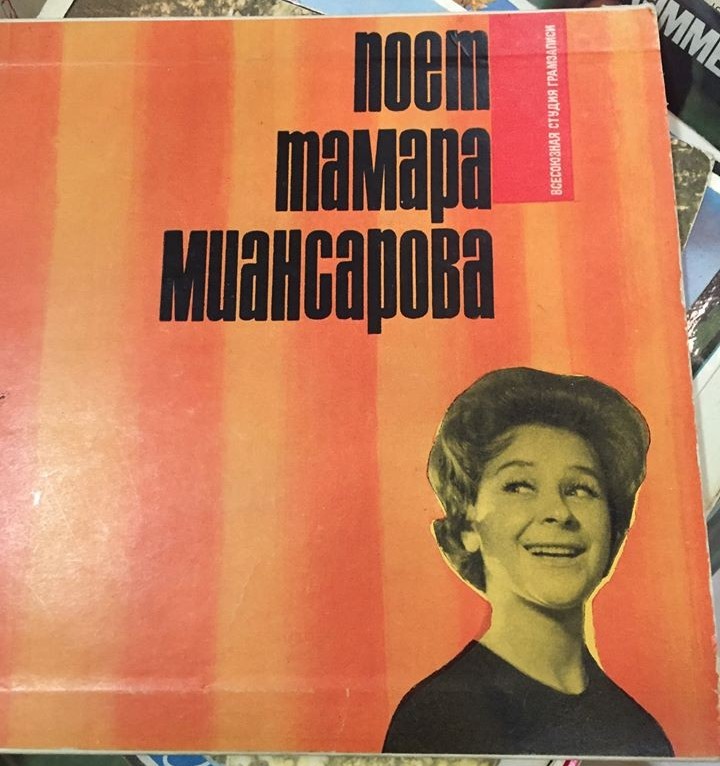 поет
тамара
миансарова
ВСЕСОЮЗНАЯ СТУДИЯ ГРАМЗАПИСИ